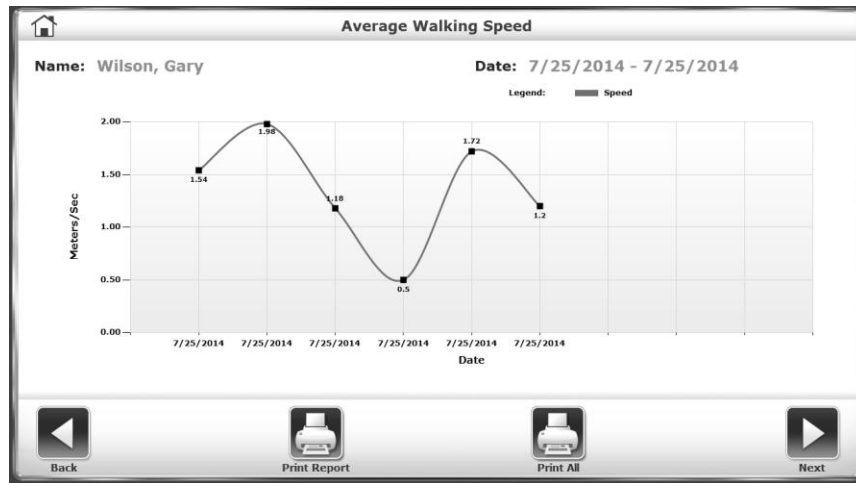 Average Walking Speed
Name: Wilson, Gary Date: 7/25/2014 - 7/25/2014
Legend: Speed
2.00
1.50
1.00
0.50
0.00
Meters/Sec
1.54
1.98
1.18
0.5
1.72
1.2
7/25/2014 7/25/2014 7/25/2014 7/25/2014 7/25/2014 7/25/2014
Date
Back Print Report Print All Next